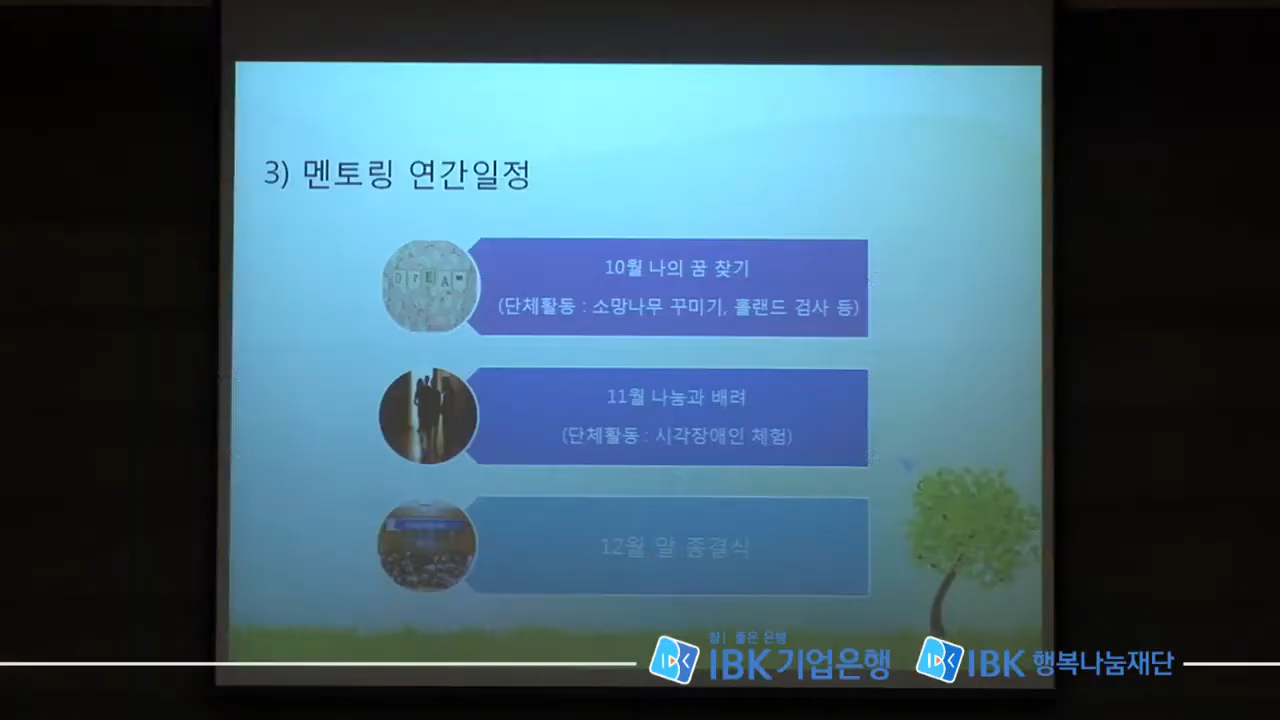 3) 멘토링 연간일정
DrEAM
10월 나의 꿈 찾기
(단체활동 : 소망나무 꾸미기, 홀랜드 검사 등)
11월 나눔과 배려
(단체활동 : 시각장애인 체험)
12월 말 종결식
참! 좋은 은행
IBK기업은행
IBK 행복나눔재단